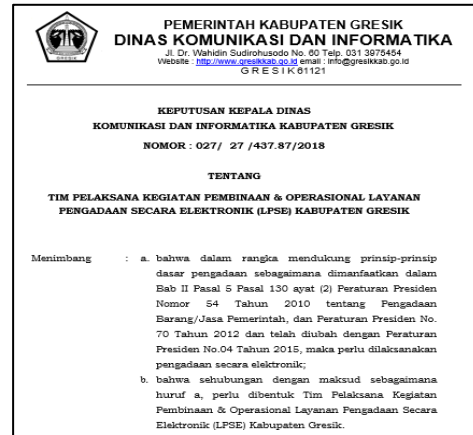 GRESIK
PEMERINTAH KABUPATEN GRESIK
DINAS KOMUNIKASI DAN INFORMATIKA
Jl. Dr. Wahidin Sudirohusodo No. 60 Telp. 031 3975454
Website : http://www.gresikkab.go.id email : info@gresikkab.go.id
G R E S I K 61121
KEPUTUSAN KEPALA DINAS
KOMUNIKASI DAN INFORMATIKA KABUPATEN GRESIK
NOMOR : 027/ 27 /437.87/2018
TENTANG
TIM PELAKSANA KEGIATAN PEMBINAAN & OPERASIONAL LAYANAN
PENGADAAN SECARA ELEKTRONIK (LPSE) KABUPATEN GRESIK
Menimbang : a. bahwa dalam rangka mendukung prinsip-prinsip
dasar pengadaan sebagaimana dimanfaatkan dalam
Bab II Pasal 5 Pasal 130 ayat (2) Peraturan Presiden
Nomor 54 Tahun 2010 tentang Pengadaan
Barang/Jasa Pemerintah, dan Peraturan Presiden No.
70 Tahun 2012 dan telah diubah dengan Peraturan
Presiden No.04 Tahun 2015, maka perlu dilaksanakan
pengadaan secara elektronik;
b. bahwa sehubungan dengan maksud sebagaimana
huruf a, perlu dibentuk Tim Pelaksana Kegiatan
Pembinaan & Operasional Layanan Pengadaan Secara
Elektronik (LPSE) Kabupaten Gresik.